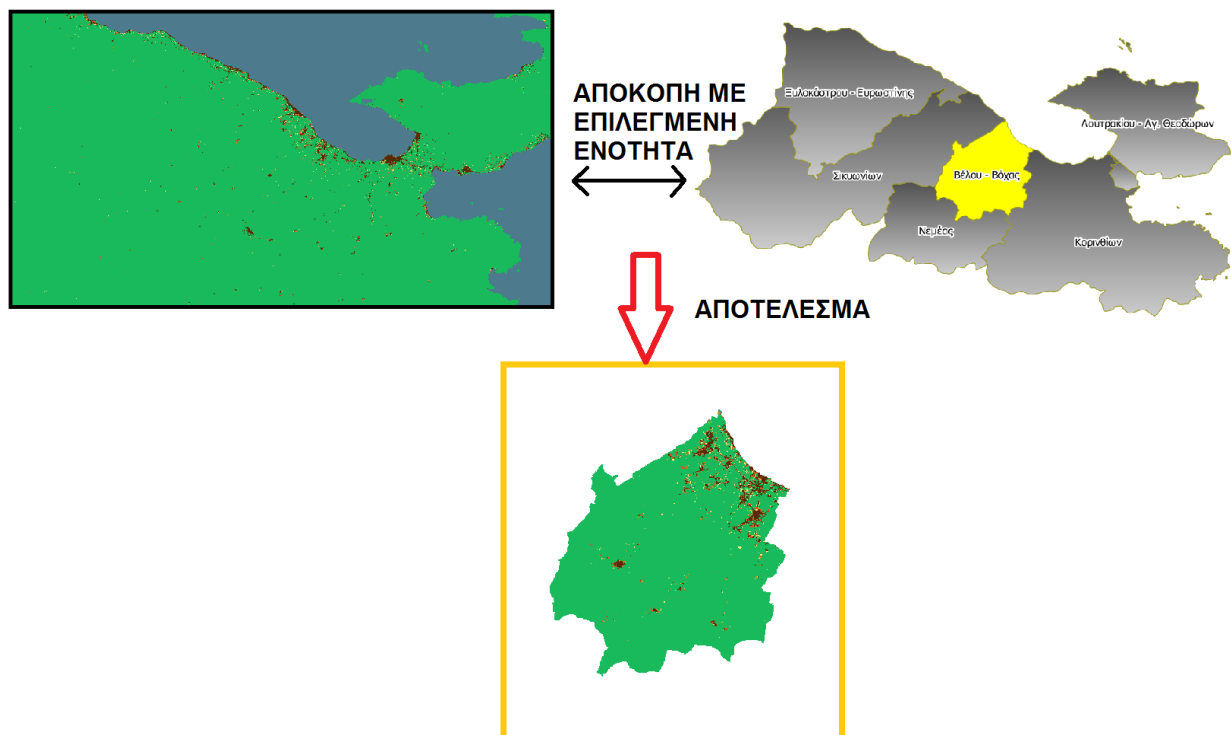 ΑΠΟΚΟΠΗ ΜΕ
ΕΠΙΛΕΓΜΕΝΗ
ΕΝΟΤΗΤΑ
Ξυλοκάστρου - Ευρωστίνης
Λουτρακίου - Αγ. Θεοδώρων
Σικυωνίων
Βέλου - Βόχας
Νεμέας
Κορινθίων
ΑΠΟΤΕΛΕΣΜΑ